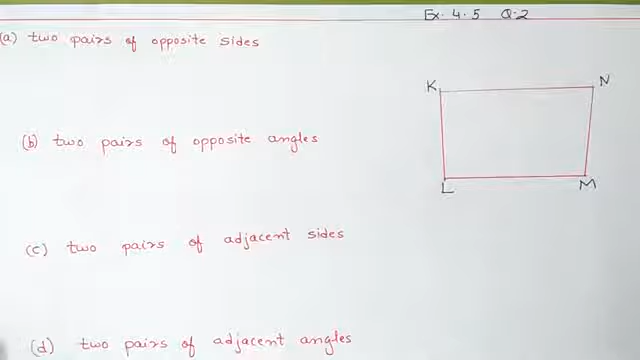 Ex. 4.5 Q.2
(a) two pairs of opposite sides
K N
(b) two pairs of opposite angles
L M
(c) two pairs of adjacent sides
(d) two pairs of adjacent angles